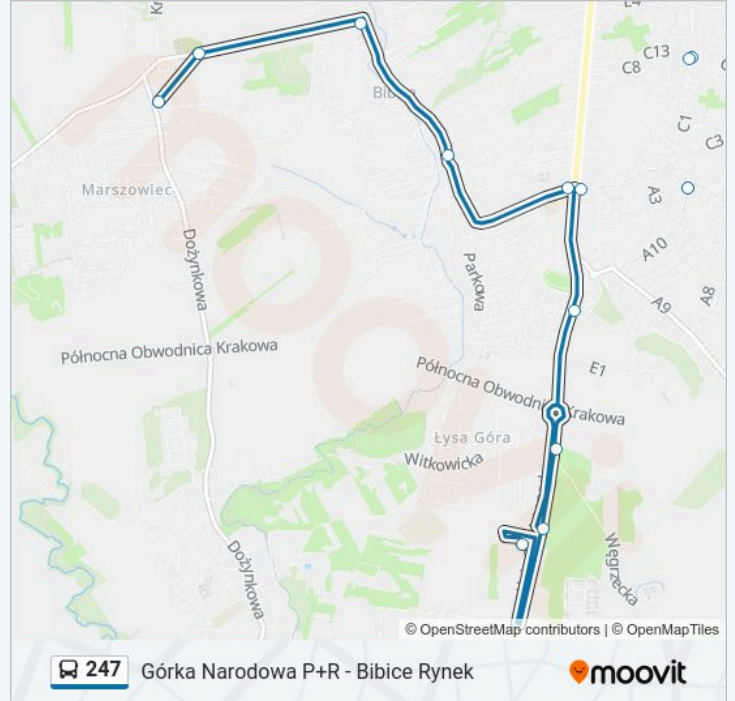 C13
C8
Bibice
C1
C3
A3
Marszowiec
A10
Dożynkowa
Parkowa
A9
A8
Północna Obwodnica Krakowa
Północna Obwodnica Krakowa
E1
Łysa Góra
Witkowicka
Węgrzecka
Dożynkowa
© OpenStreetMap contributors | © OpenMapTiles
247 Górka Narodowa P+R - Bibice Rynek
moovit